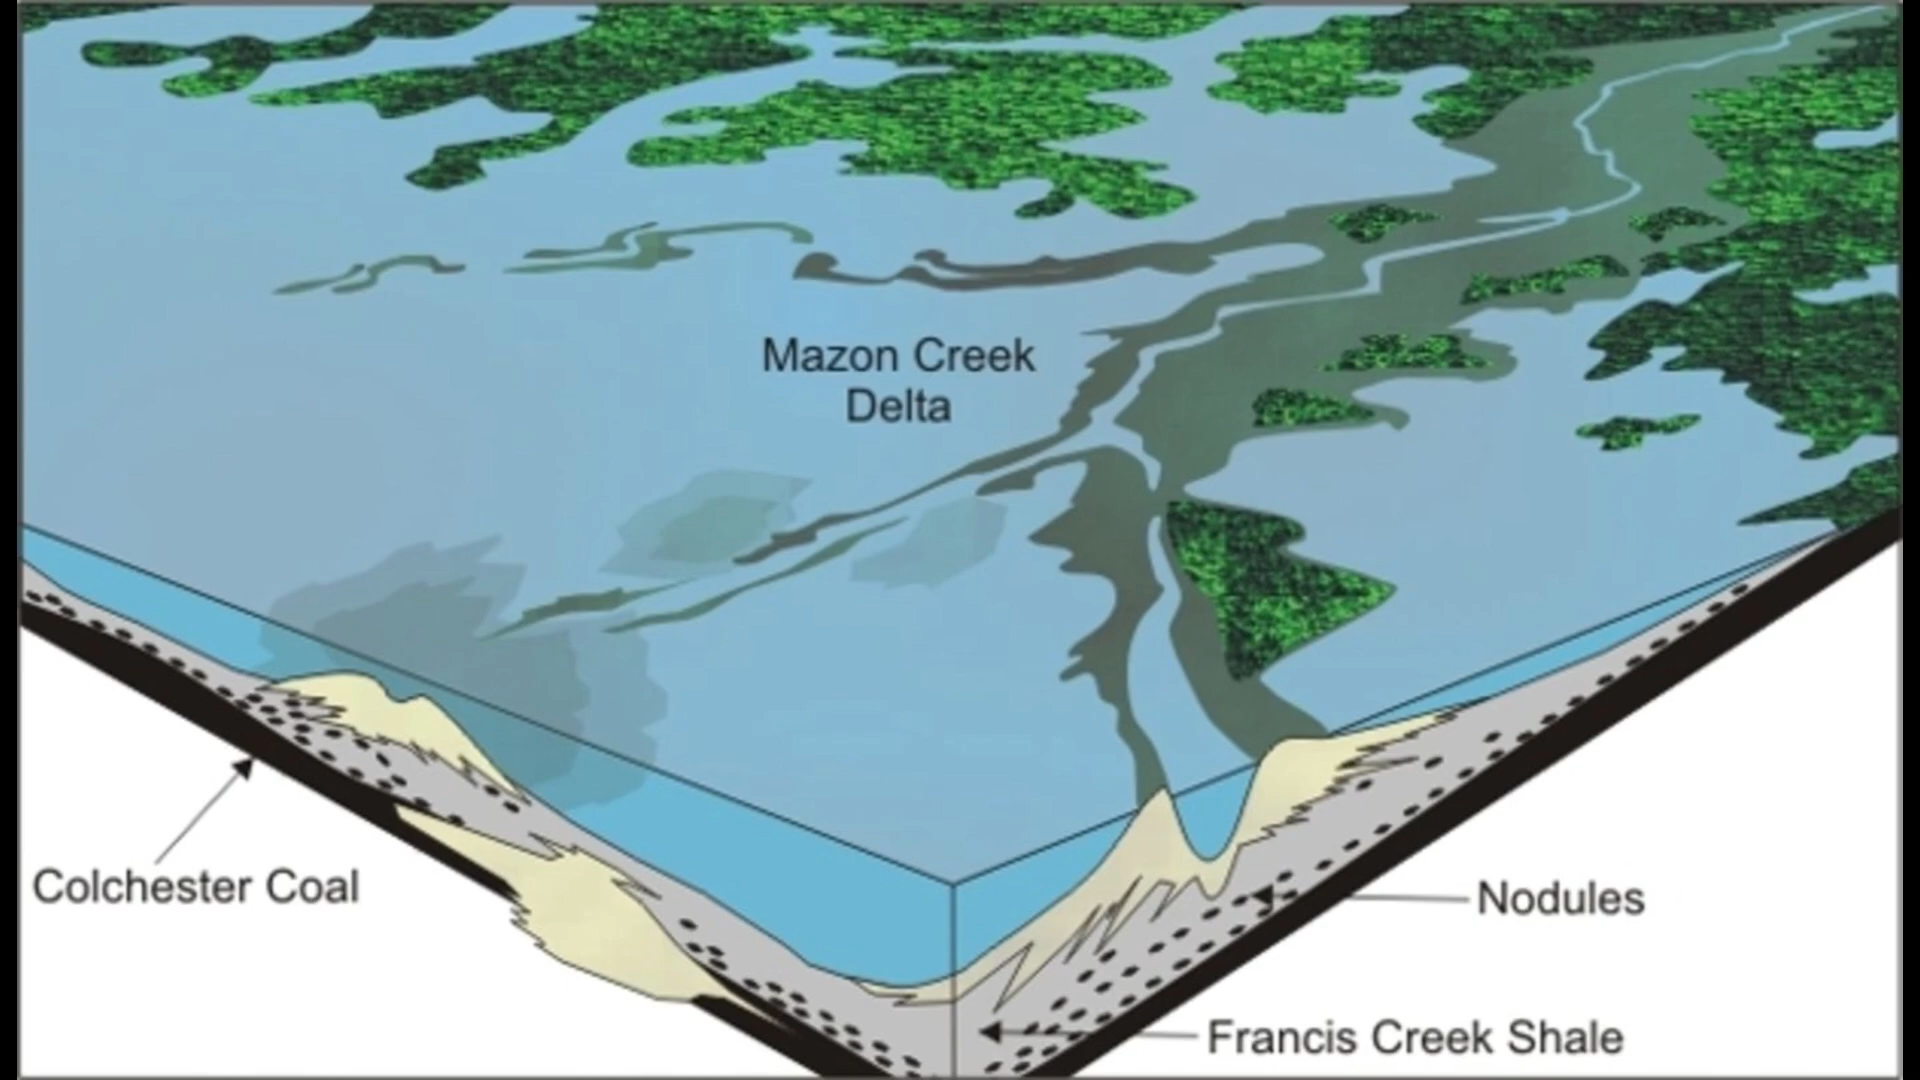 Mazon Creek
Delta
Colchester Coal
Nodules
Francis Creek Shale